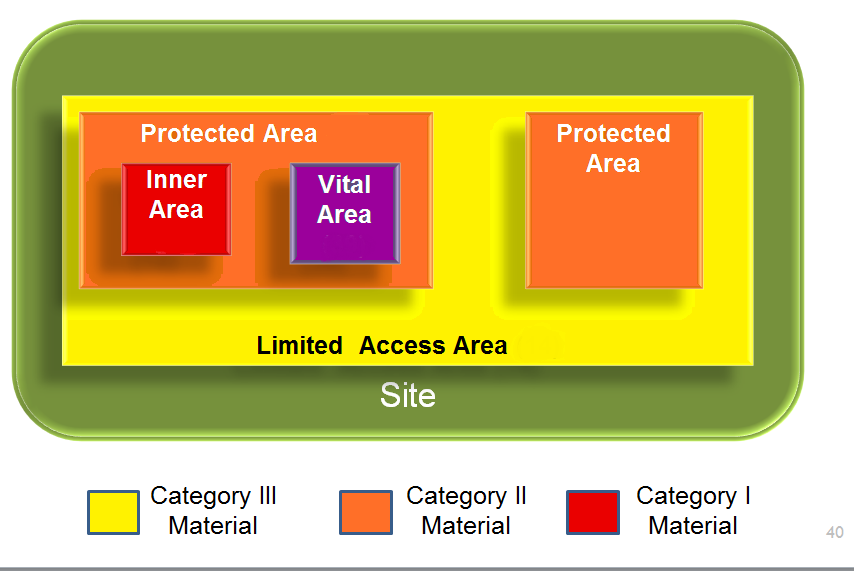 Protected Area
Protected
Area
Inner
Area
Vital
Area
Limited Access Area
Site
Category III
Material
Category II
Material
Category I
Material
40